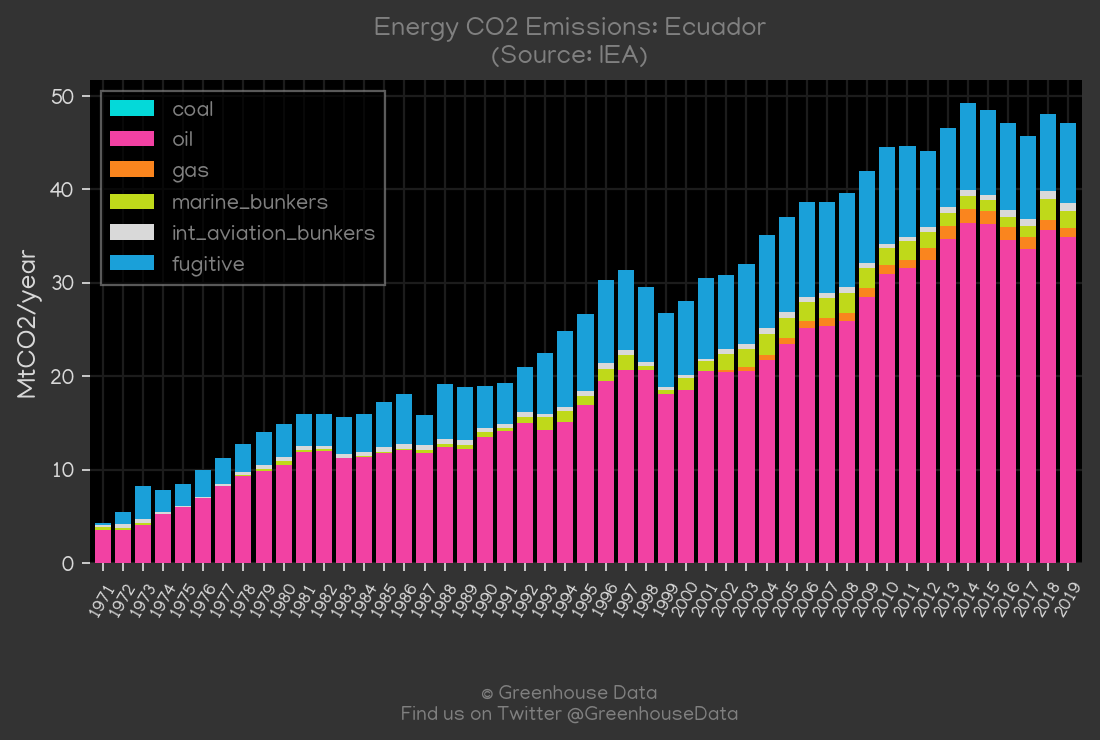 Energy CO2 Emissions: Ecuador
(Source: IEA)
coal
oil
gas
marine_bunkers
int_aviation_bunkers
fugitive
MtCO2/year
50
40
30
20
10
0
1971 1972 1973 1974 1975 1976 1977 1978 1979 1980 1981 1982 1983 1984 1985 1986 1987 1988 1989 1990 1991 1992 1993 1994 1995 1996 1997 1998 1999 2000 2001 2002 2003 2004 2005 2006 2007 2008 2009 2010 2011 2012 2013 2014 2015 2016 2017 2018 2019
© Greenhouse Data
Find us on Twitter @GreenhouseData